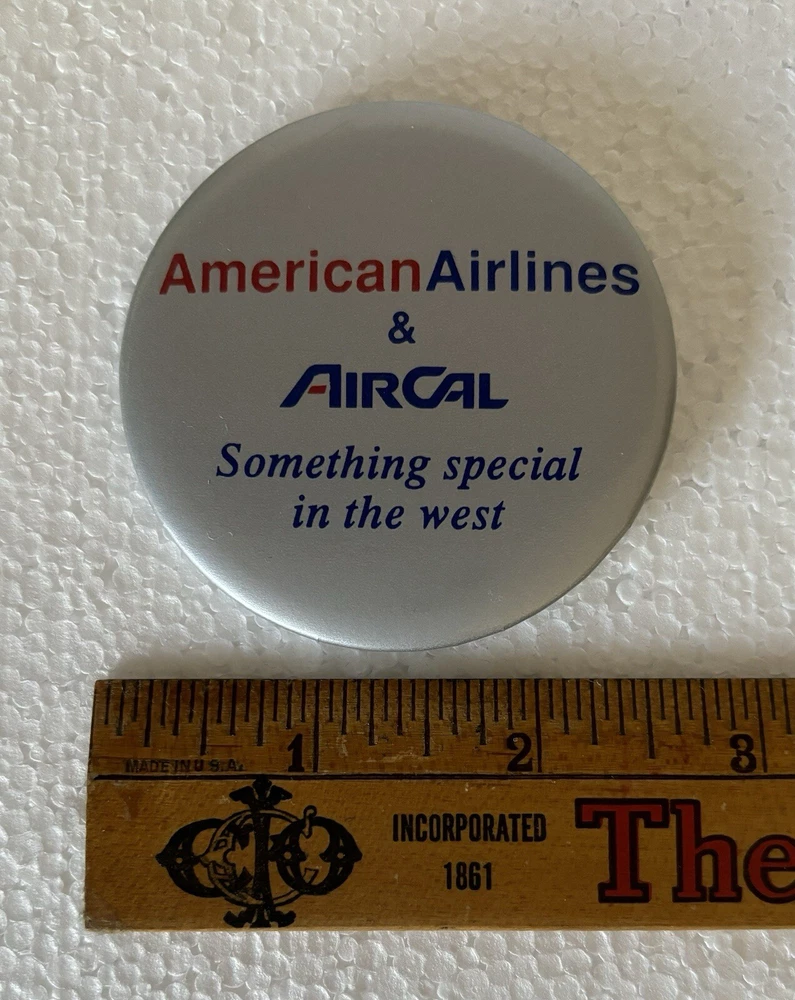 AmericanAirlines
&
AIRCAL
Something special
in the west
1 2 3
MADE IN U.S.A.
INCORPORATED
1861
The